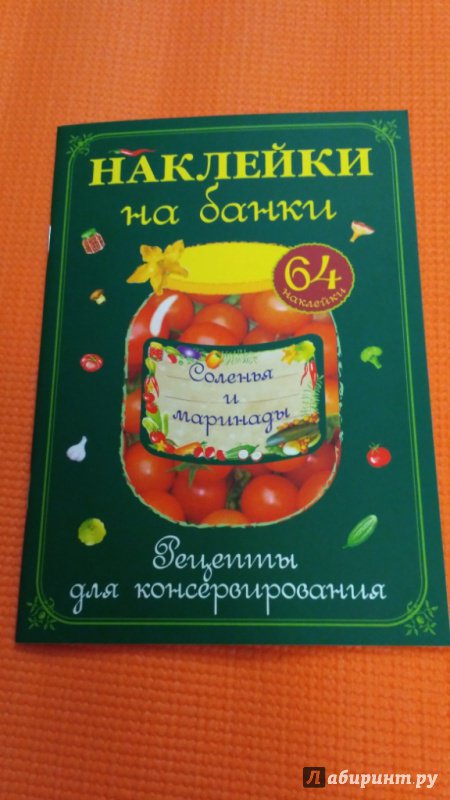 НАКЛЕЙКИ
на банки
64
наклейки
Соленья
и
маринады
Рецепты
для консервирования
Лабиринт.ру